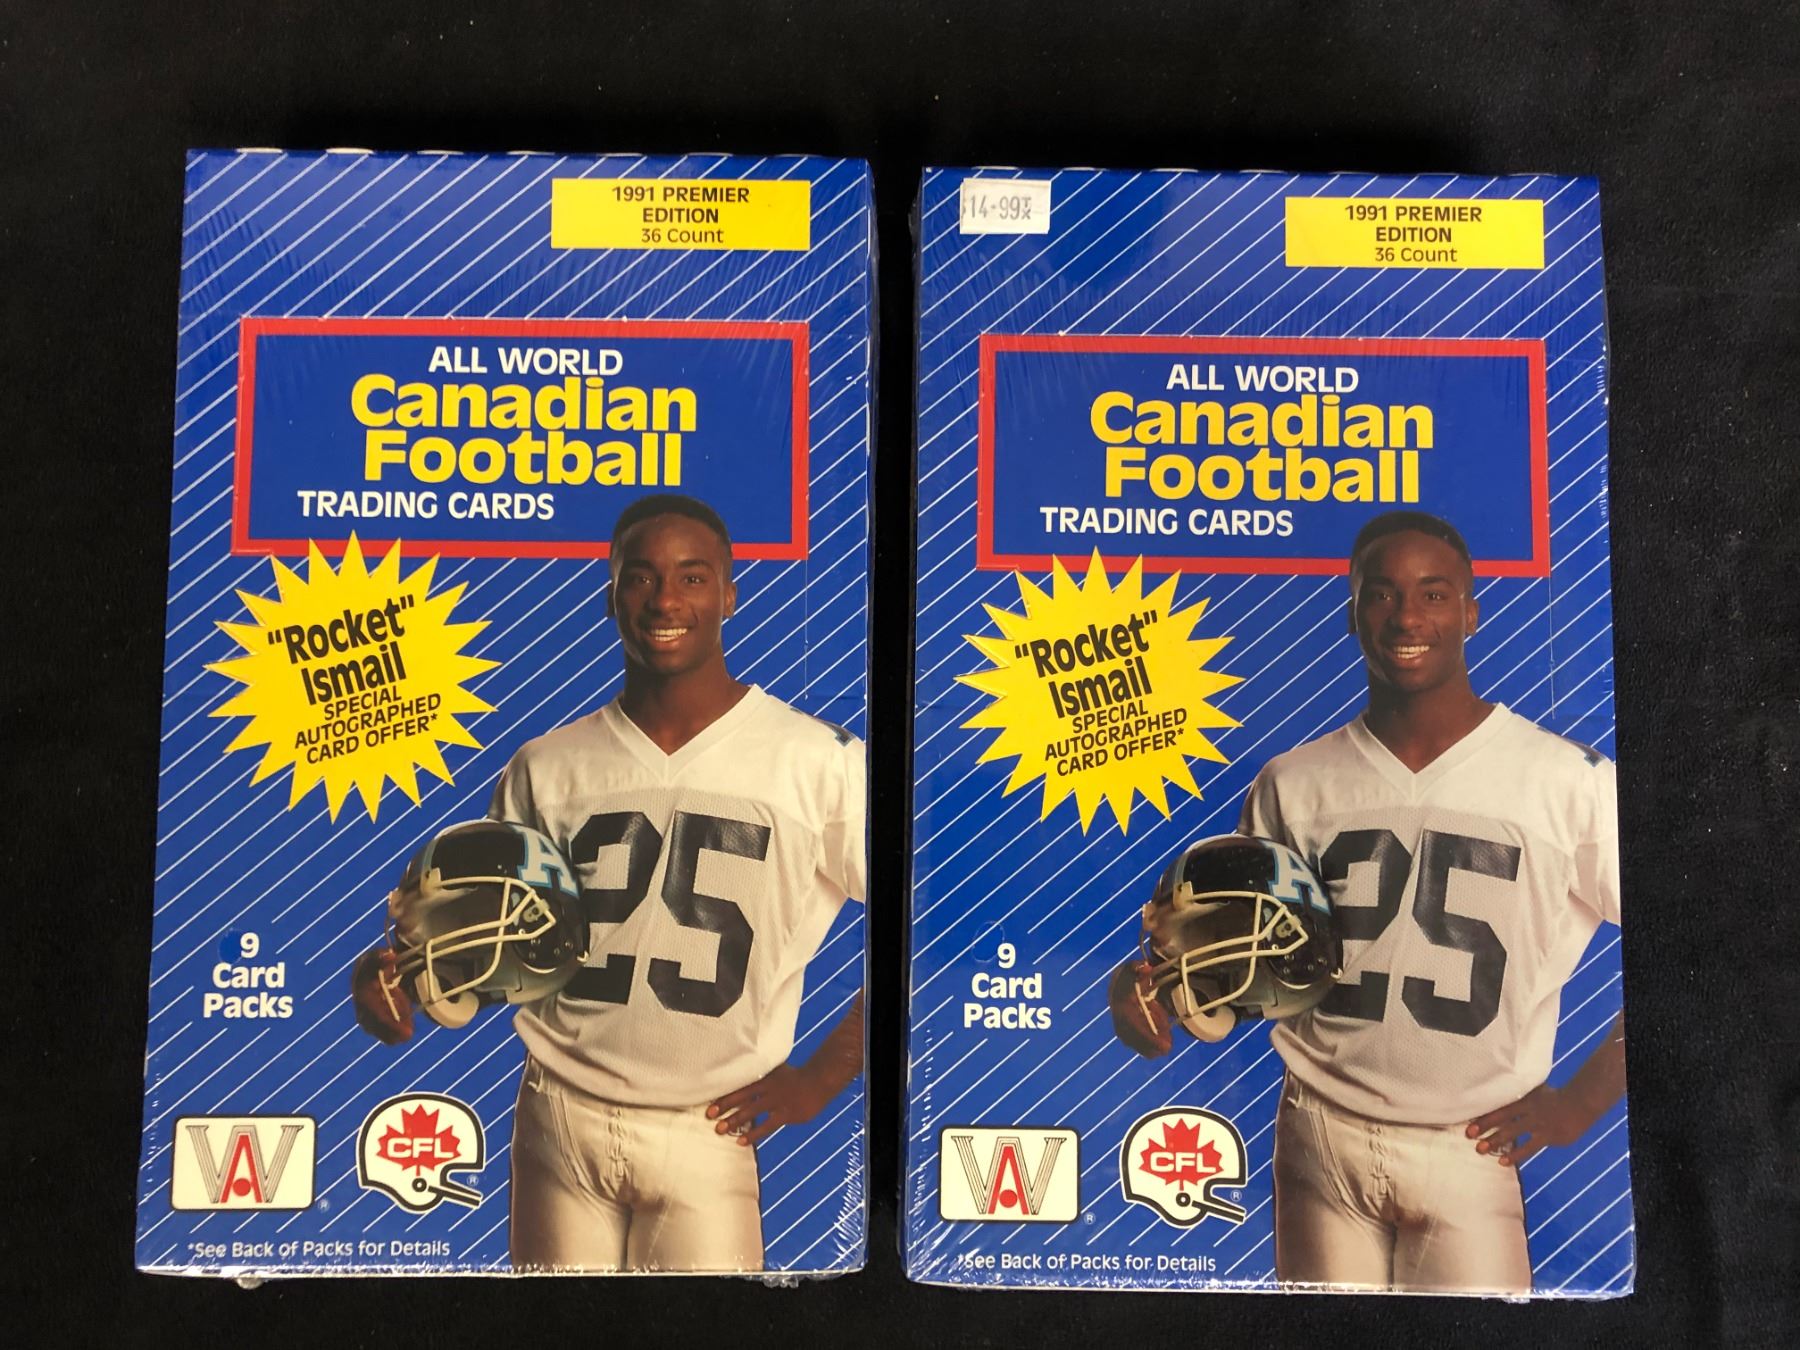 1991 PREMIER
EDITION
36 Count
ALL WORLD
Canadian
Football
TRADING CARDS
"Rocket"
Ismail
SPECIAL
AUTOGRAPHED
CARD OFFER*
A
25
9
Card
Packs
WA
®
CFL
®
*See Back of Packs for Details
$14.99 TX
1991 PREMIER
EDITION
36 Count
ALL WORLD
Canadian
Football
TRADING CARDS
"Rocket"
Ismail
SPECIAL
AUTOGRAPHED
CARD OFFER*
A
25
9
Card
Packs
WA
®
CFL
®
*See Back of Packs for Details